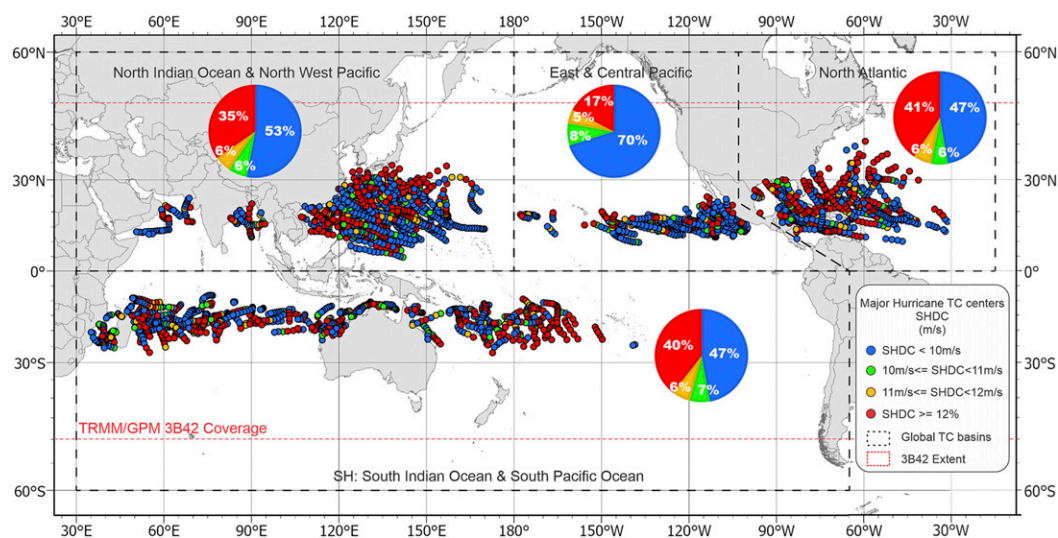 30°E 60°E 90°E 120°E 150°E 180° 150°W 120°W 90°W 60°W 30°W
60°N 60°N
North Indian Ocean & North West Pacific East & Central Pacific North Atlantic
35% 53% 6% 6%
17% 5% 8% 70%
41% 47% 6% 6%
30°N 30°N
0° 0°
Major Hurricane TC centers
SHDC
(m/s)
SHDC < 10m/s
10m/s<= SHDC<11m/s
11m/s<= SHDC<12m/s
SHDC >= 12%
Global TC basins
3B42 Extent
40% 47% 6% 7%
30°S 30°S
TRMM/GPM 3B42 Coverage
SH: South Indian Ocean & South Pacific Ocean
60°S 60°S
30°E 60°E 90°E 120°E 150°E 180° 150°W 120°W 90°W 60°W 30°W